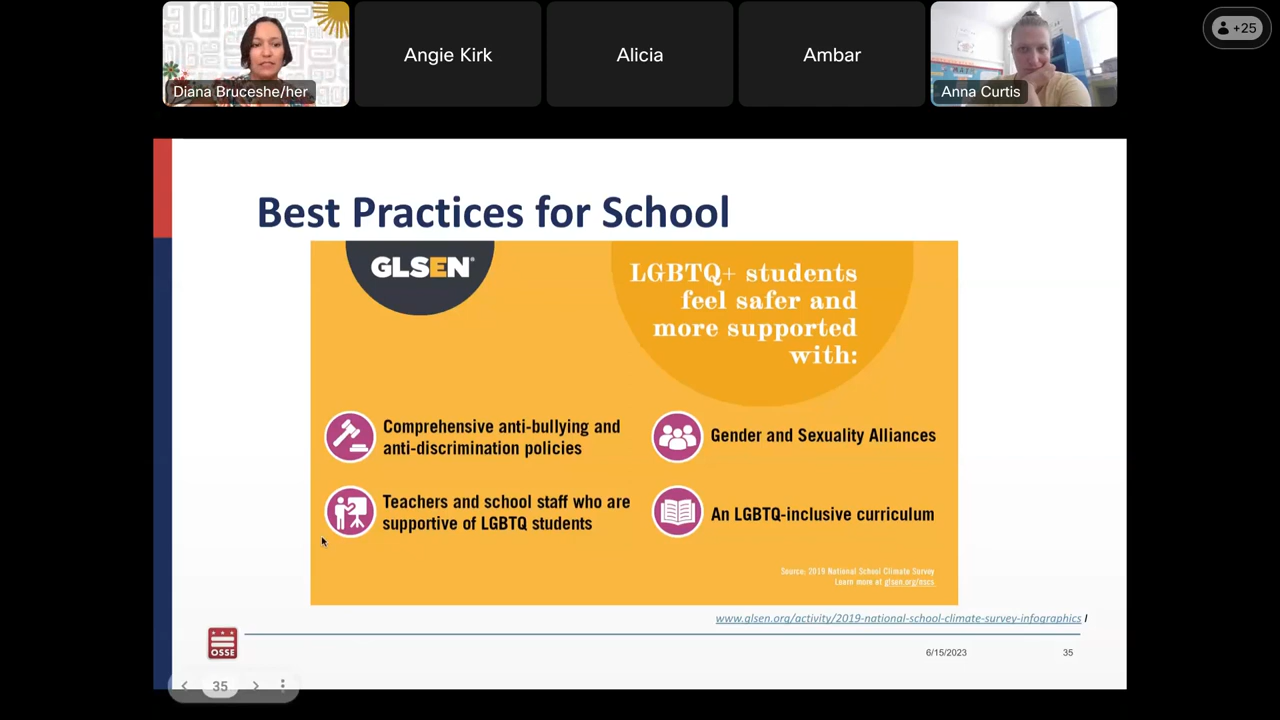 Diana Bruceshe/her
Angie Kirk
Alicia
Ambar
Anna Curtis
+25
Best Practices for School
GLSEN®
LGBTQ+ students
feel safer and
more supported
with:
Comprehensive anti-bullying and
anti-discrimination policies
Gender and Sexuality Alliances
Teachers and school staff who are
supportive of LGBTQ students
An LGBTQ-inclusive curriculum
Source: 2019 National School Climate Survey
Learn more at glsen.org/nscs
www.glsen.org/activity/2019-national-school-climate-survey-infographics I
OSSE
6/15/2023
35
35